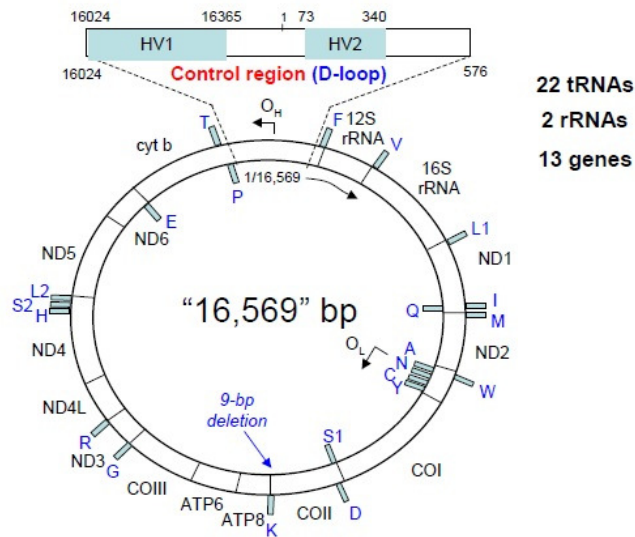 16024
16365
1
73
340
HV1
HV2
16024
576
Control region (D-loop)
22 tRNAs
2 rRNAs
13 genes
OH
T
F
12S
rRNA
V
cyt b
16S
rRNA
1/16,569
P
E
ND6
L1
ND1
ND5
L2
S2
H
"16,569" bp
Q
I
M
ND4
OL
A
N
C
Y
ND2
W
ND4L
R
ND3
G
9-bp
deletion
S1
COI
COIII
ATP6
ATP8
K
COII
D